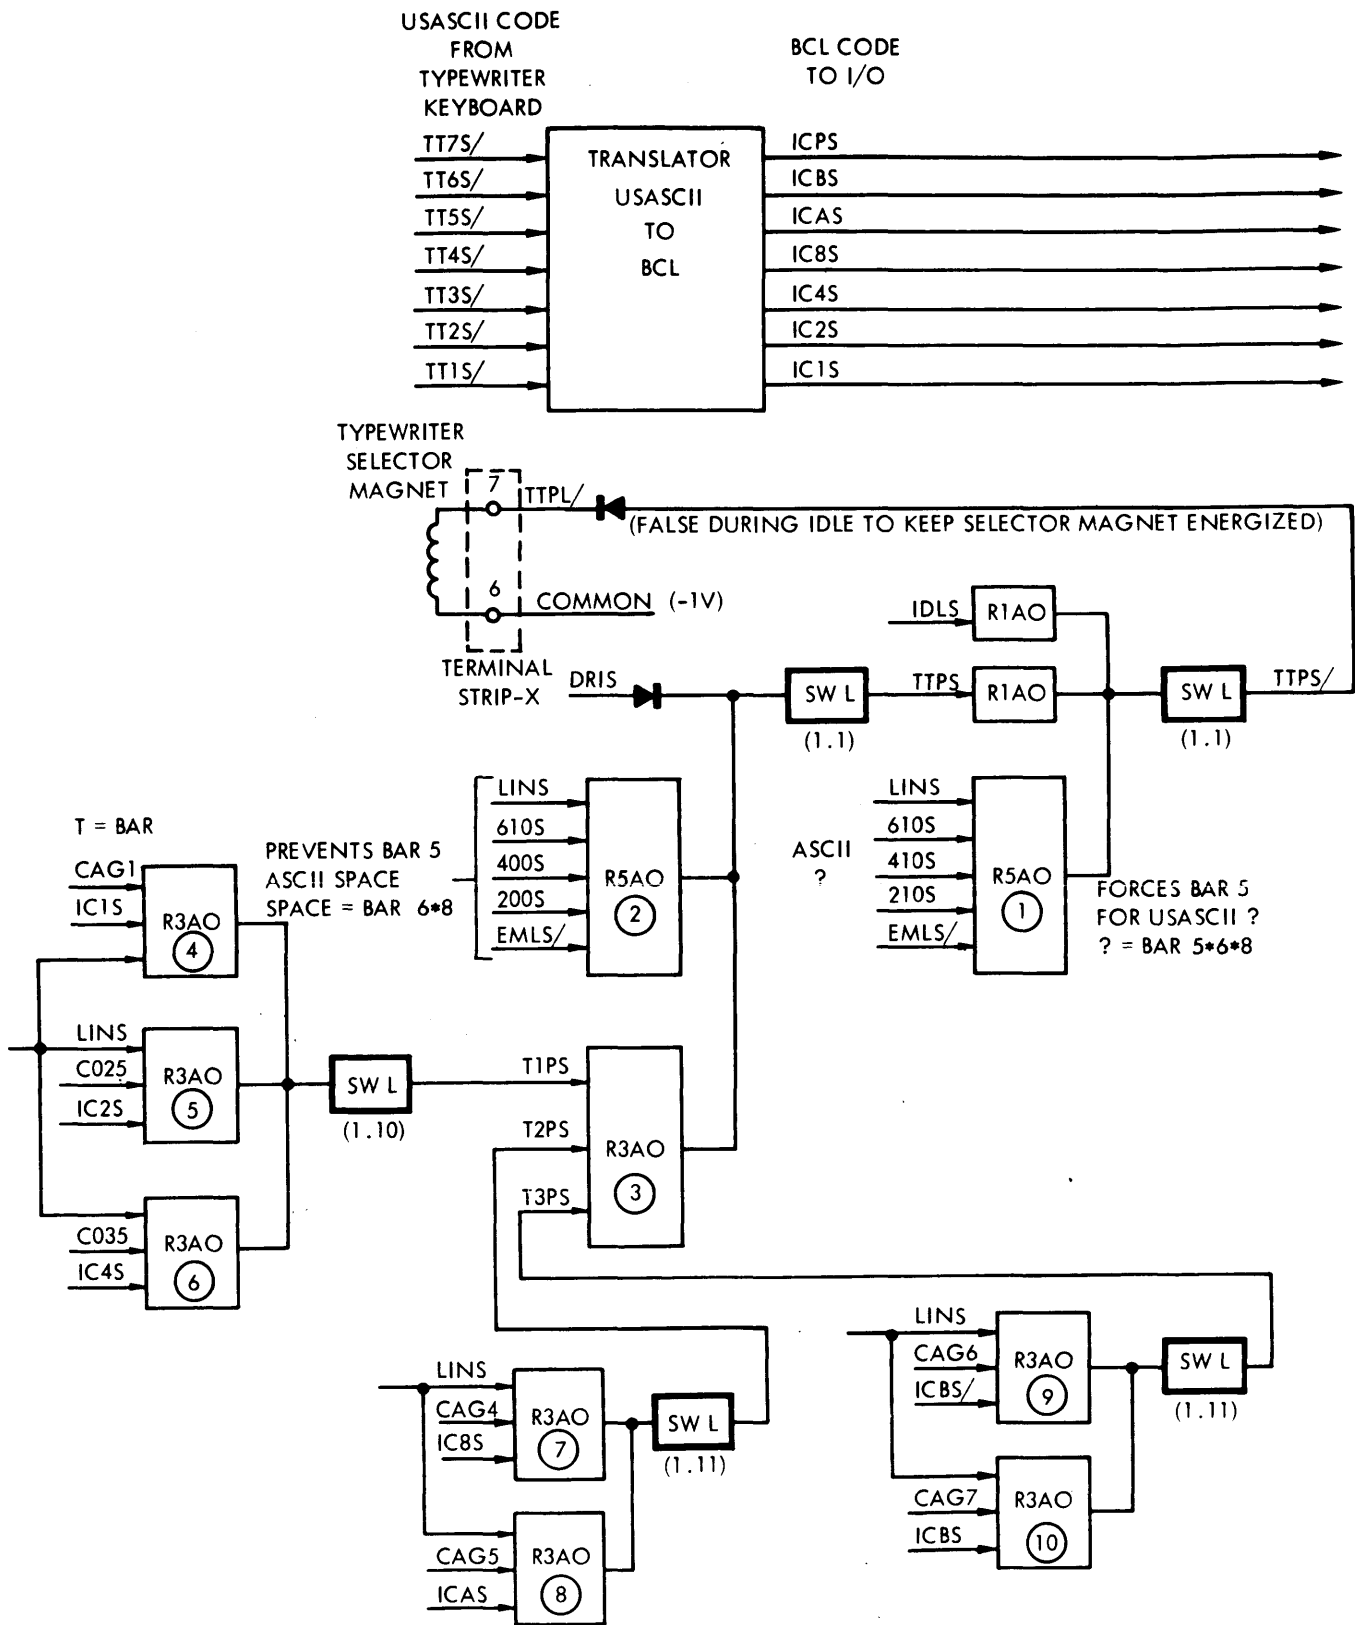 USASCII CODE
FROM
TYPEWRITER
KEYBOARD
BCL CODE
TO I/O
TT7S/
TT6S/
TT5S/
TT4S/
TT3S/
TT2S/
TT1S/
TRANSLATOR
USASCII
TO
BCL
ICPS
ICBS
ICAS
IC8S
IC4S
IC2S
IC1S
TYPEWRITER
SELECTOR
MAGNET
7
TTPL/
(FALSE DURING IDLE TO KEEP SELECTOR MAGNET ENERGIZED)
6
COMMON (-1V)
TERMINAL
STRIP-X
IDLS
R1AO
DRIS
SW L
(1.1)
TTPS
R1AO
SW L
(1.1)
TTPS/
T = BAR
PREVENTS BAR 5
ASCII SPACE
SPACE = BAR 6*8
LINS
610S
400S
200S
EMLS/
R5AO
2
ASCII
?
LINS
610S
410S
210S
EMLS/
R5AO
1
FORCES BAR 5
FOR USASCII ?
? = BAR 5*6*8
CAG1
IC1S
R3AO
4
LINS
C025
IC2S
R3AO
5
C035
IC4S
R3AO
6
SW L
(1.10)
T1PS
T2PS
T3PS
R3AO
3
LINS
CAG4
IC8S
R3AO
7
SW L
(1.11)
CAG5
ICAS
R3AO
8
LINS
CAG6
ICBS/
R3AO
9
SW L
(1.11)
CAG7
ICBS
R3AO
10